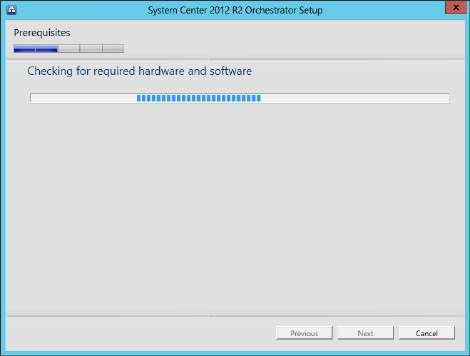 System Center 2012 R2 Orchestrator Setup
Prerequisites
Checking for required hardware and software
Previous
Next
Cancel